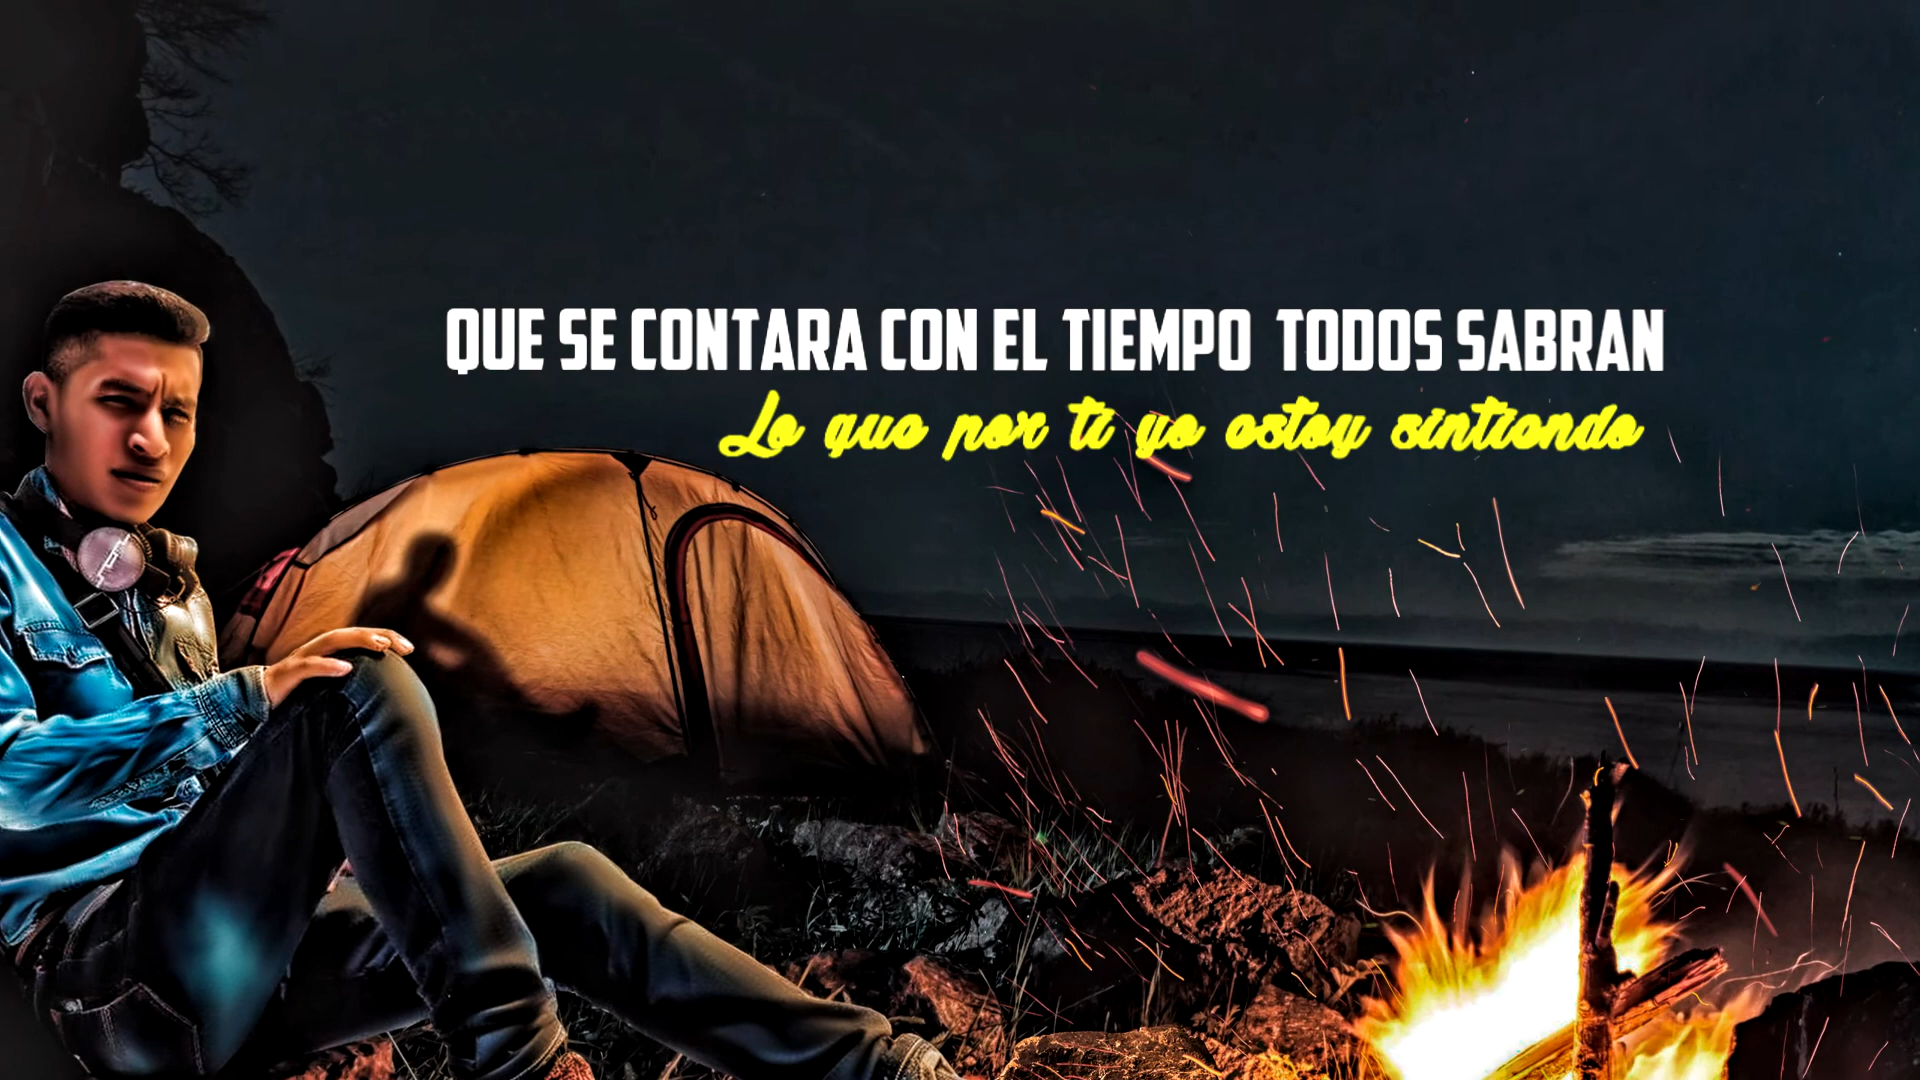 QUE SE CONTARA CON EL TIEMPO TODOS SABRAN
Lo que por ti yo estoy sintiendo